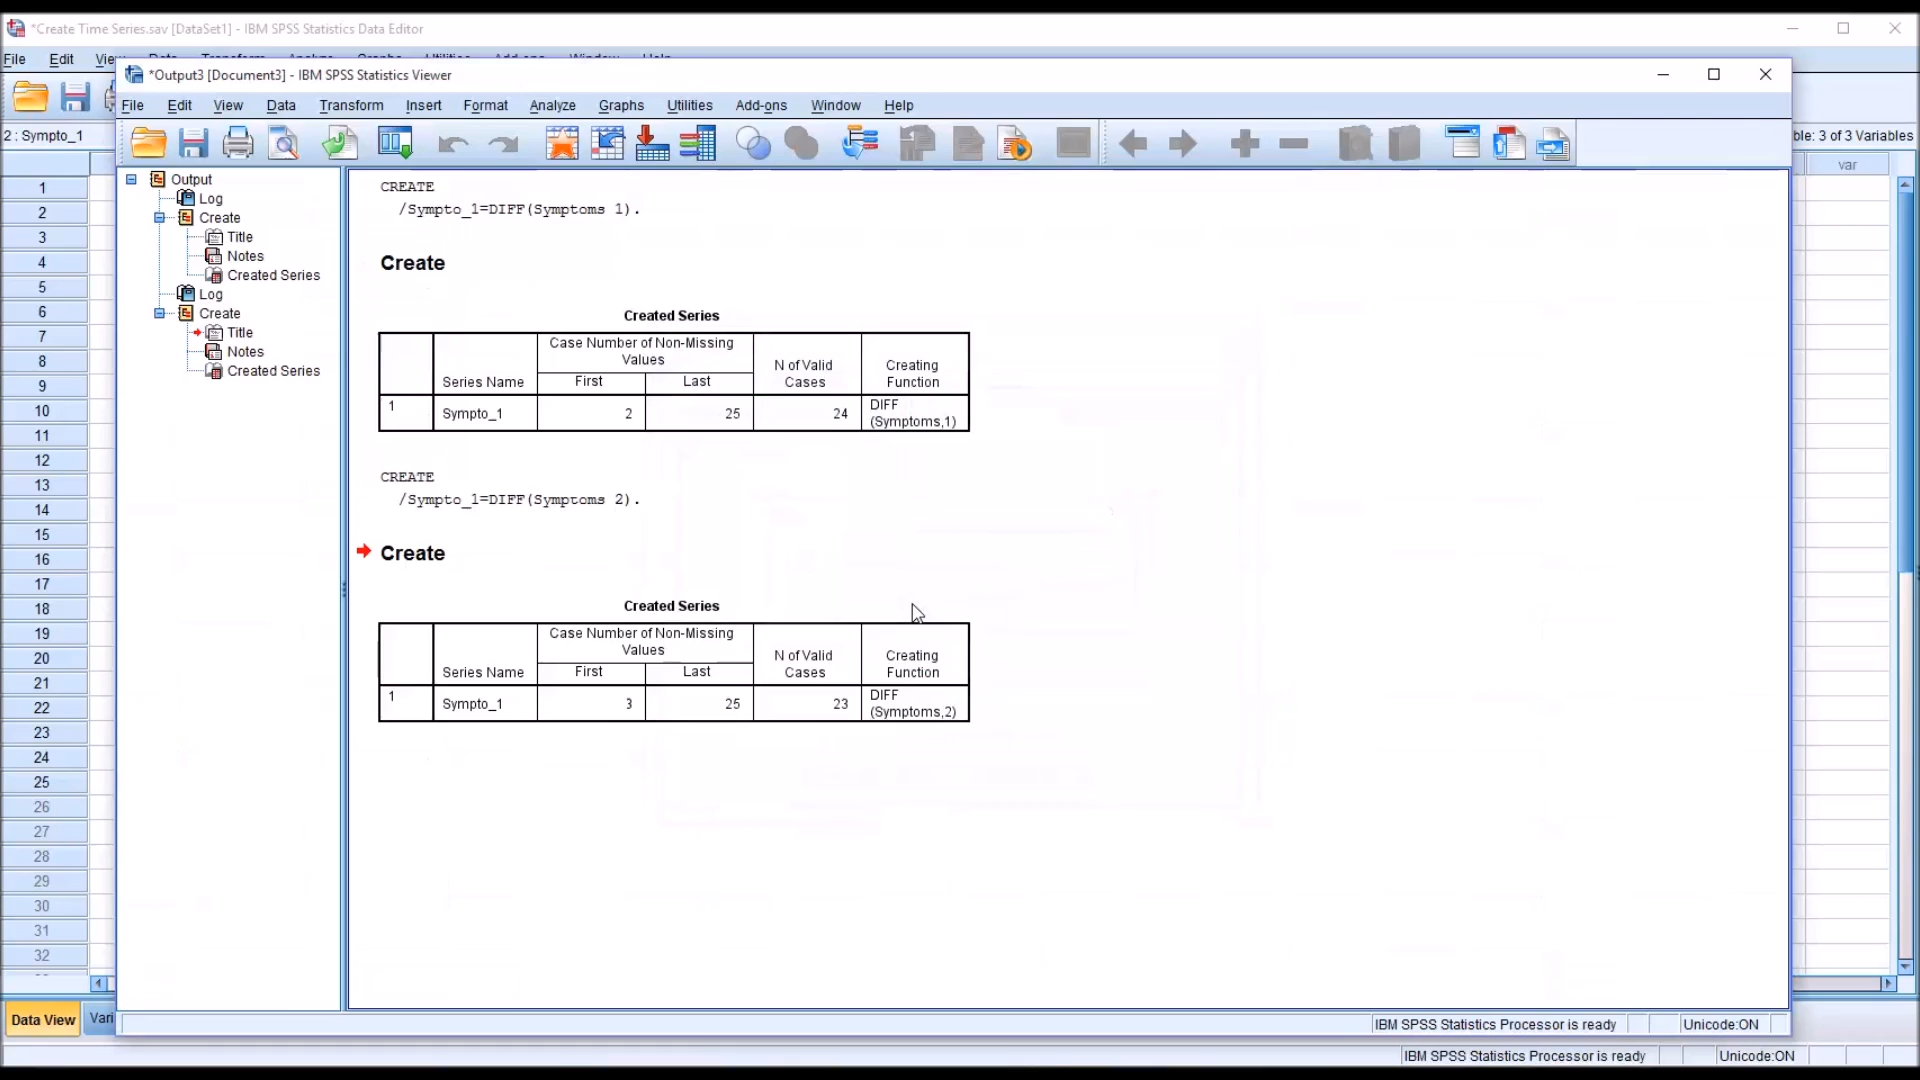 *Create Time Series.sav [DataSet1] - IBM SPSS Statistics Data Editor
File Edit
*Output3 [Document3] - IBM SPSS Statistics Viewer
File Edit View Data Transform Insert Format Analyze Graphs Utilities Add-ons Window Help
2 : Sympto_1
ble: 3 of 3 Variables
var
Output
Log
Create
Title
Notes
Created Series
Log
Create
Title
Notes
Created Series
1
2
3
4
5
6
7
8
9
10
11
12
13
14
15
16
17
18
19
20
21
22
23
24
25
26
27
28
29
30
31
32
CREATE
/Sympto_1=DIFF(Symptoms 1).
Create
Created Series
Case Number of Non-Missing
Values
N of Valid
Cases
Creating
Function
Series Name First Last
1 Sympto_1 2 25 24 DIFF
(Symptoms,1)
CREATE
/Sympto_1=DIFF(Symptoms 2).
Create
Created Series
Case Number of Non-Missing
Values
N of Valid
Cases
Creating
Function
Series Name First Last
1 Sympto_1 3 25 23 DIFF
(Symptoms,2)
Data View Vari
IBM SPSS Statistics Processor is ready Unicode:ON
IBM SPSS Statistics Processor is ready Unicode:ON